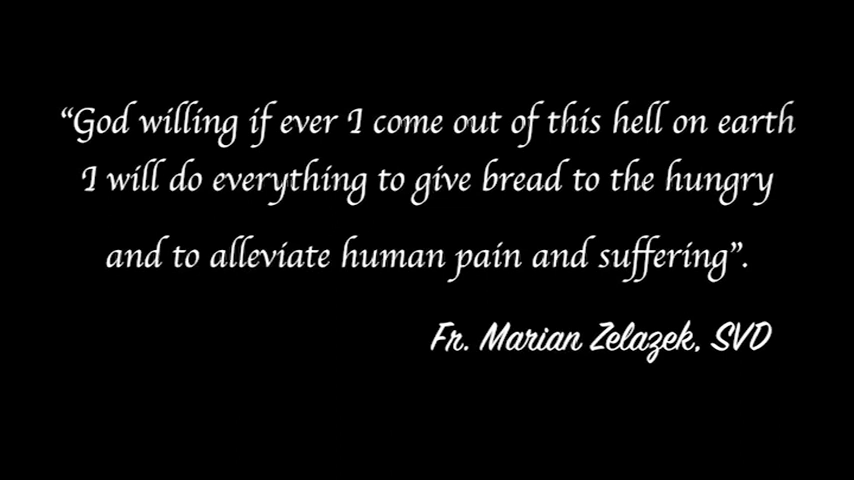 “God willing if ever I come out of this hell on earth
I will do everything to give bread to the hungry
and to alleviate human pain and suffering”.
Fr. Marian Zelazek, SVD